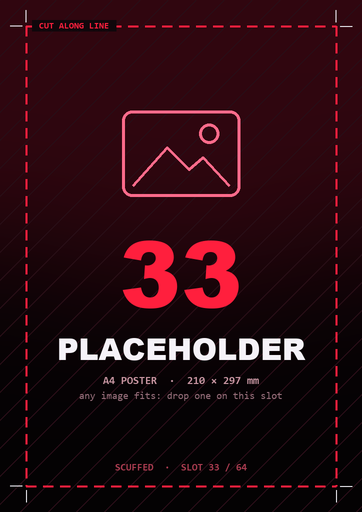 CUT ALONG LINE
33
PLACEHOLDER
A4 POSTER · 210 × 297 mm
any image fits: drop one on this slot
SCUFFED · SLOT 33 / 64